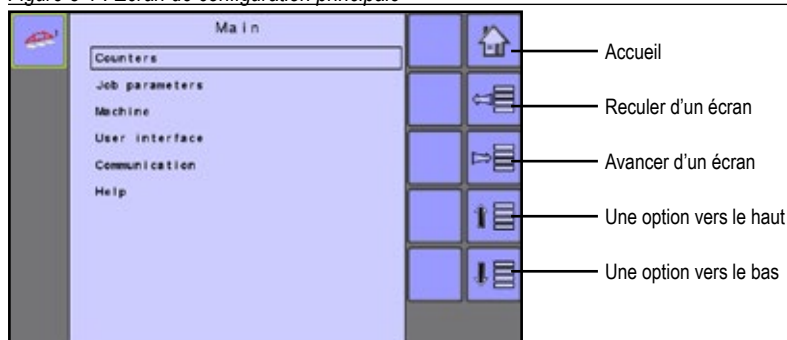 Main
Counters
Job parameters
Machine
User interface
Communication
Help
Accueil
Reculer d'un écran
Avancer d'un écran
Une option vers le haut
Une option vers le bas